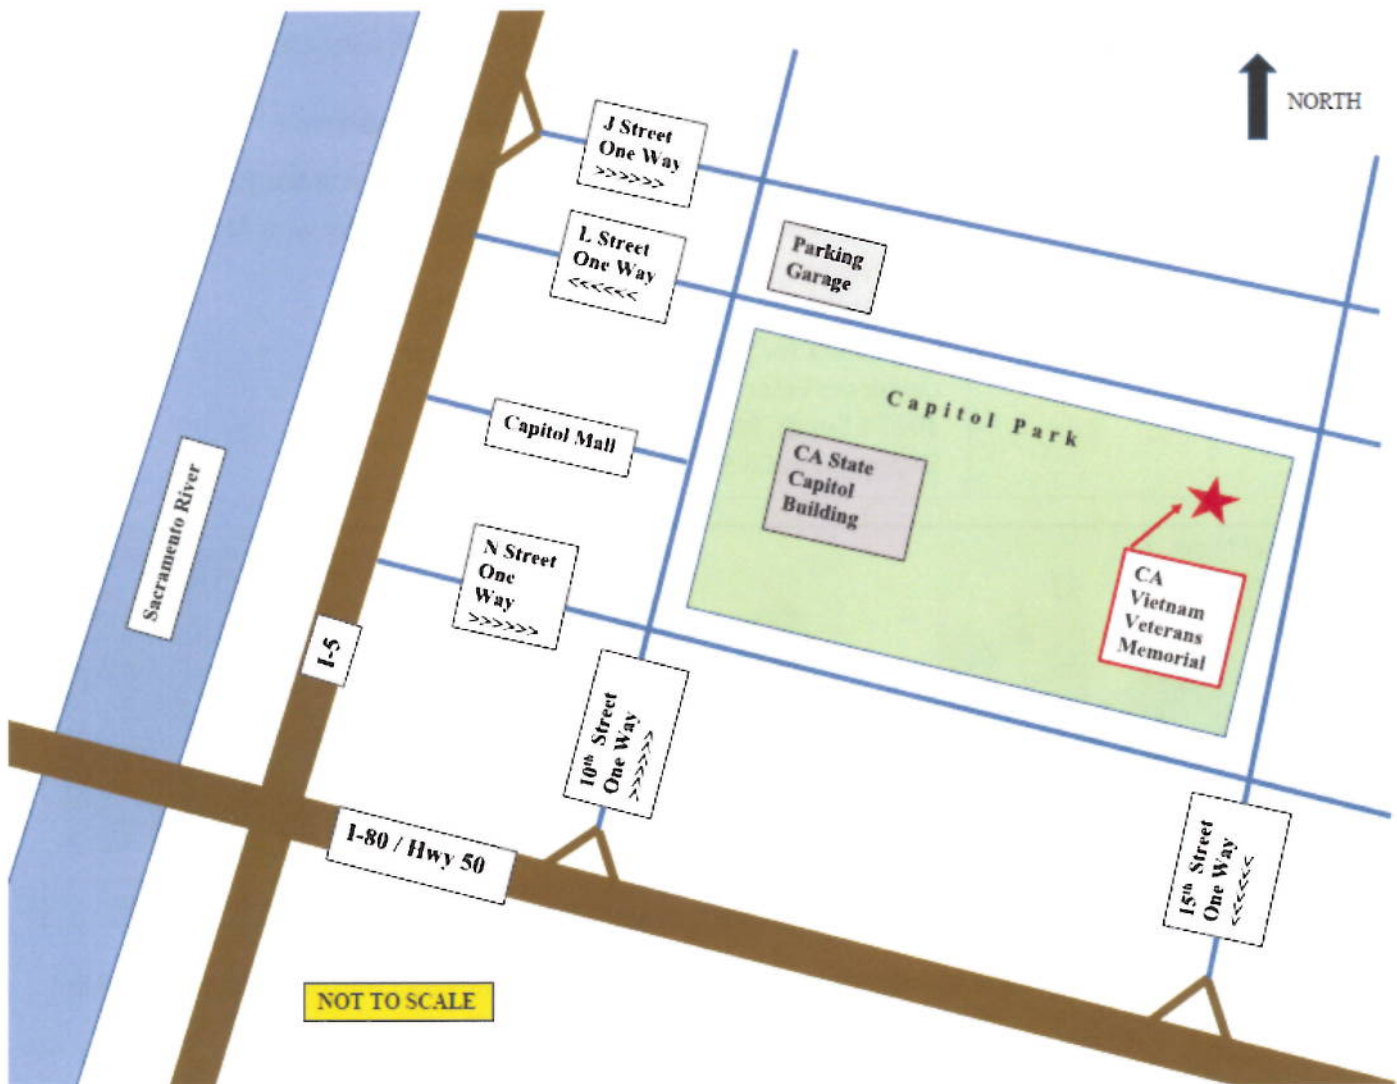 NORTH
J Street
One Way
>>>>>>
L Street
One Way
<<<<<<
Parking
Garage
Capitol Park
Capitol Mall
CA State
Capitol
Building
Sacramento River
N Street
One
Way
>>>>>>
CA
Vietnam
Veterans
Memorial
I-5
10th Street
One Way
>>>>>>
I-80 / Hwy 50
15th Street
One Way
<<<<<<
NOT TO SCALE